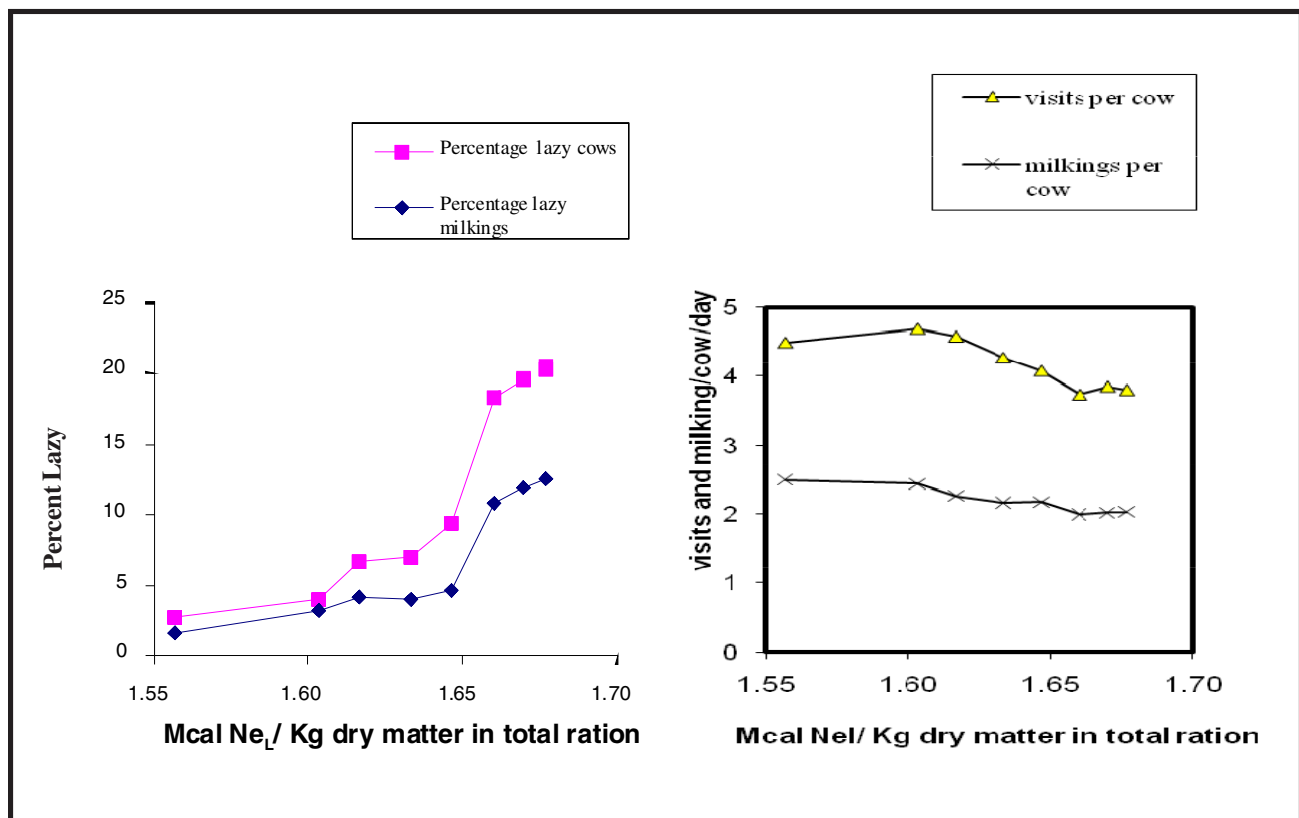 Percentage lazy cows
Percentage lazy
milkings
25
20
15
10
5
0
Percent Lazy
1.55 1.60 1.65 1.70
Mcal NeL/ Kg dry matter in total ration
visits per cow
milkings per
cow
5
4
3
2
1
0
visits and milking/cow/day
1.55 1.60 1.65 1.70
Mcal Nel/ Kg dry matter in total ration